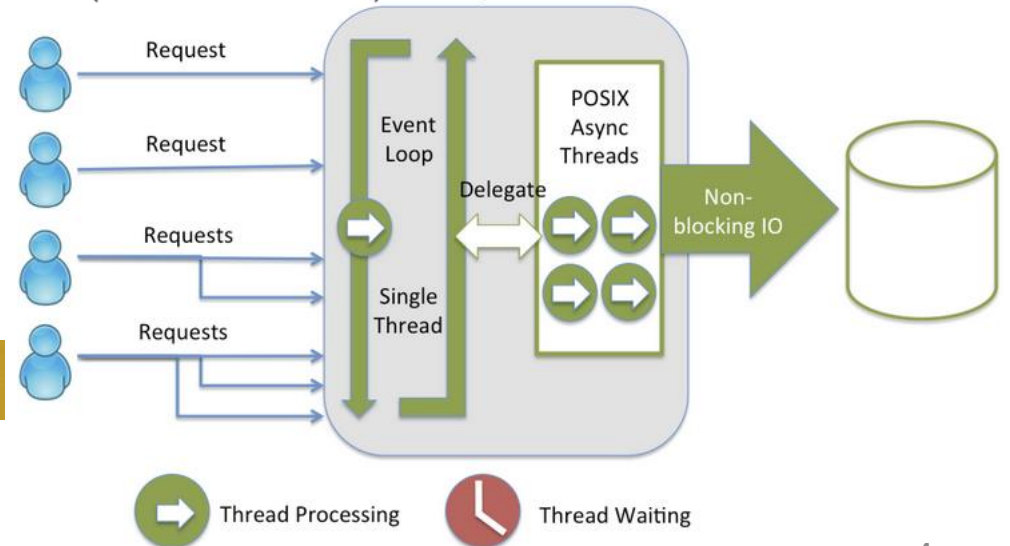 Request
Request
Requests
Requests
Event
Loop
Single
Thread
Delegate
POSIX
Async
Threads
Non-
blocking IO
Thread Processing
Thread Waiting